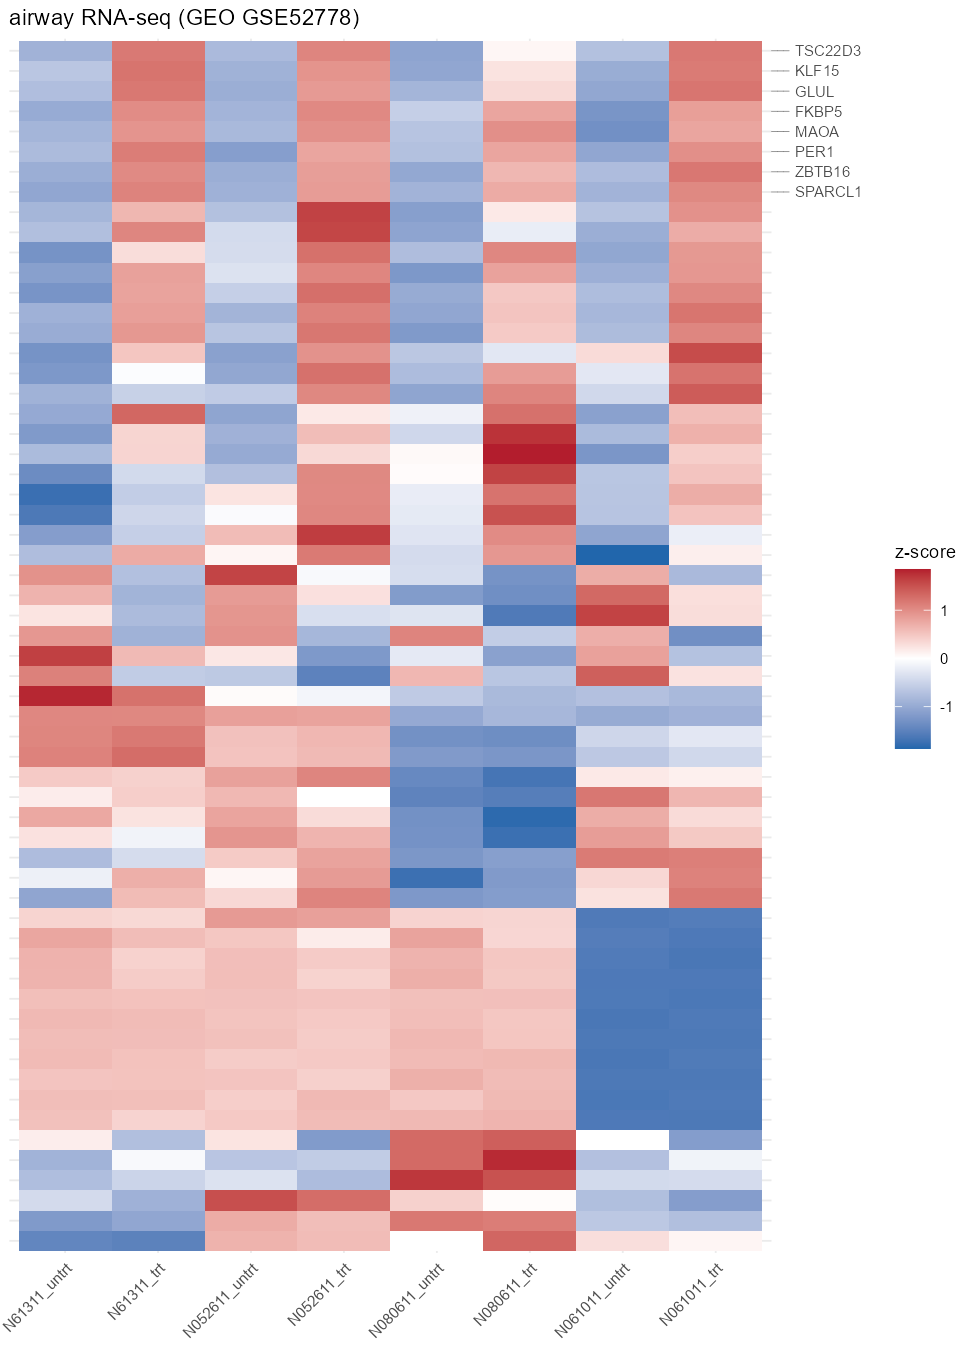 airway RNA-seq (GEO GSE52778)
TSC22D3
KLF15
GLUL
FKBP5
MAOA
PER1
ZBTB16
SPARCL1
z-score
1
0
-1
N61311_untrt
N61311_trt
N052611_untrt
N052611_trt
N080611_untrt
N080611_trt
N061011_untrt
N061011_trt